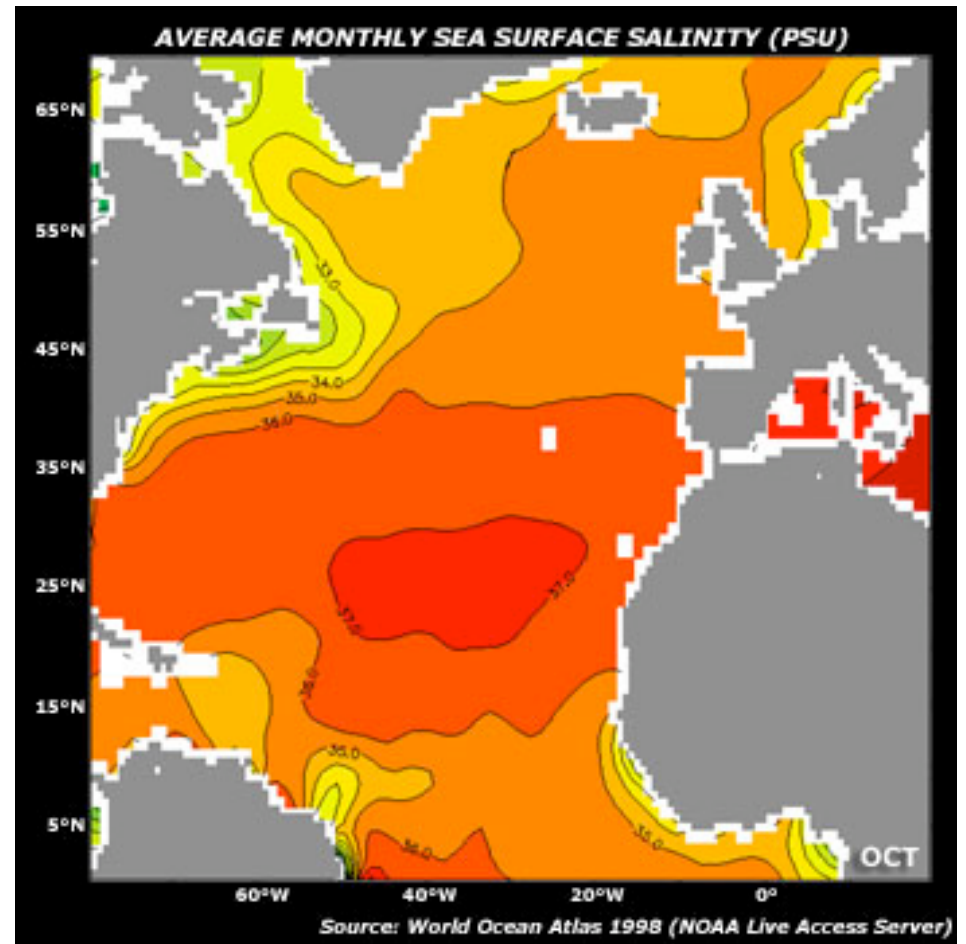 AVERAGE MONTHLY SEA SURFACE SALINITY (PSU)
65°N
55°N
33.0
45°N
34.0
35.0
36.0
35°N
25°N
37.0
37.0
36.0
15°N
35.0
5°N
35.0
36.0
OCT
60°W 40°W 20°W 0°
Source: World Ocean Atlas 1998 (NOAA Live Access Server)